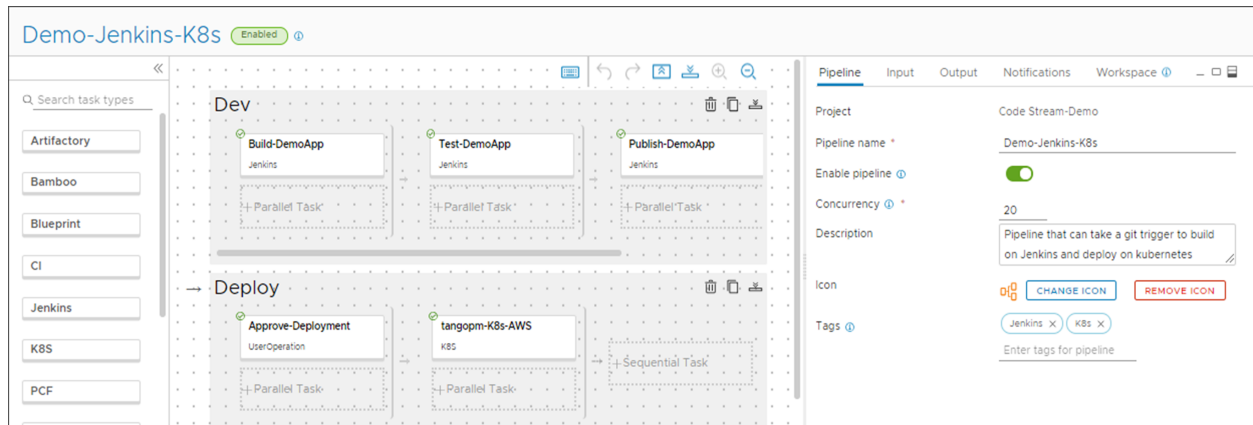 Demo-Jenkins-K8s Enabled
Search task types
Artifactory
Bamboo
Blueprint
CI
Jenkins
K8S
PCF
Dev
Build-DemoApp
Jenkins
+ Parallel Task
Test-DemoApp
Jenkins
+ Parallel Task
Publish-DemoApp
Jenkins
+ Parallel Task
Deploy
Approve-Deployment
UserOperation
+ Parallel Task
tangopm-K8s-AWS
K8S
+ Parallel Task
+ Sequential Task
Pipeline Input Output Notifications Workspace
Project Code Stream-Demo
Pipeline name * Demo-Jenkins-K8s
Enable pipeline
Concurrency * 20
Description Pipeline that can take a git trigger to build
on Jenkins and deploy on kubernetes
Icon CHANGE ICON REMOVE ICON
Tags Jenkins X K8s X
Enter tags for pipeline